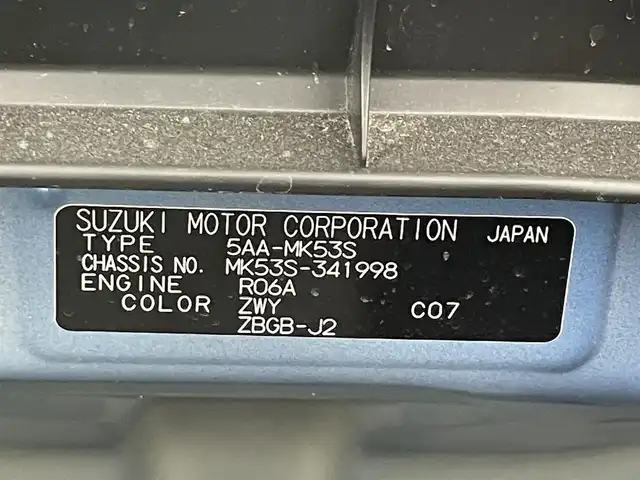 SUZUKI MOTOR CORPORATION JAPAN
TYPE 5AA-MK53S
CHASSIS NO. MK53S-341998
ENGINE R06A
COLOR ZWY C07
ZBGB-J2